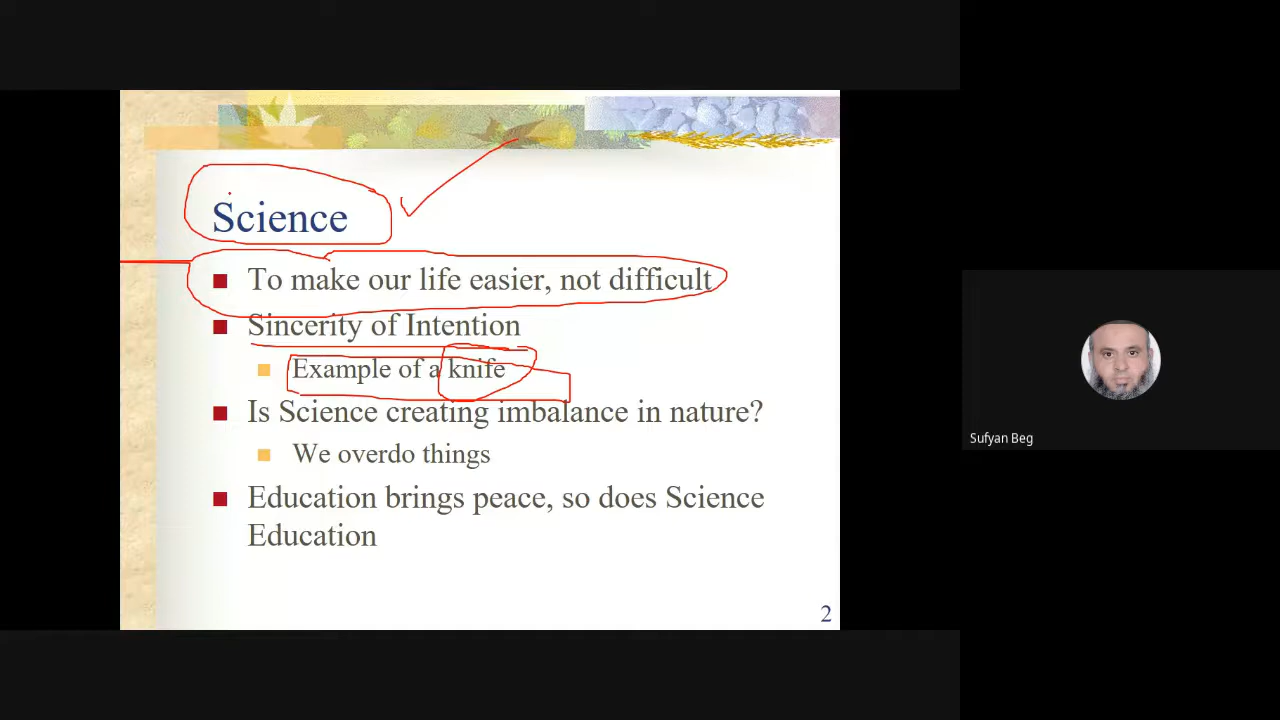 Science
To make our life easier, not difficult
Sincerity of Intention
Example of a knife
Is Science creating imbalance in nature?
We overdo things
Education brings peace, so does Science
Education
2
Sufyan Beg